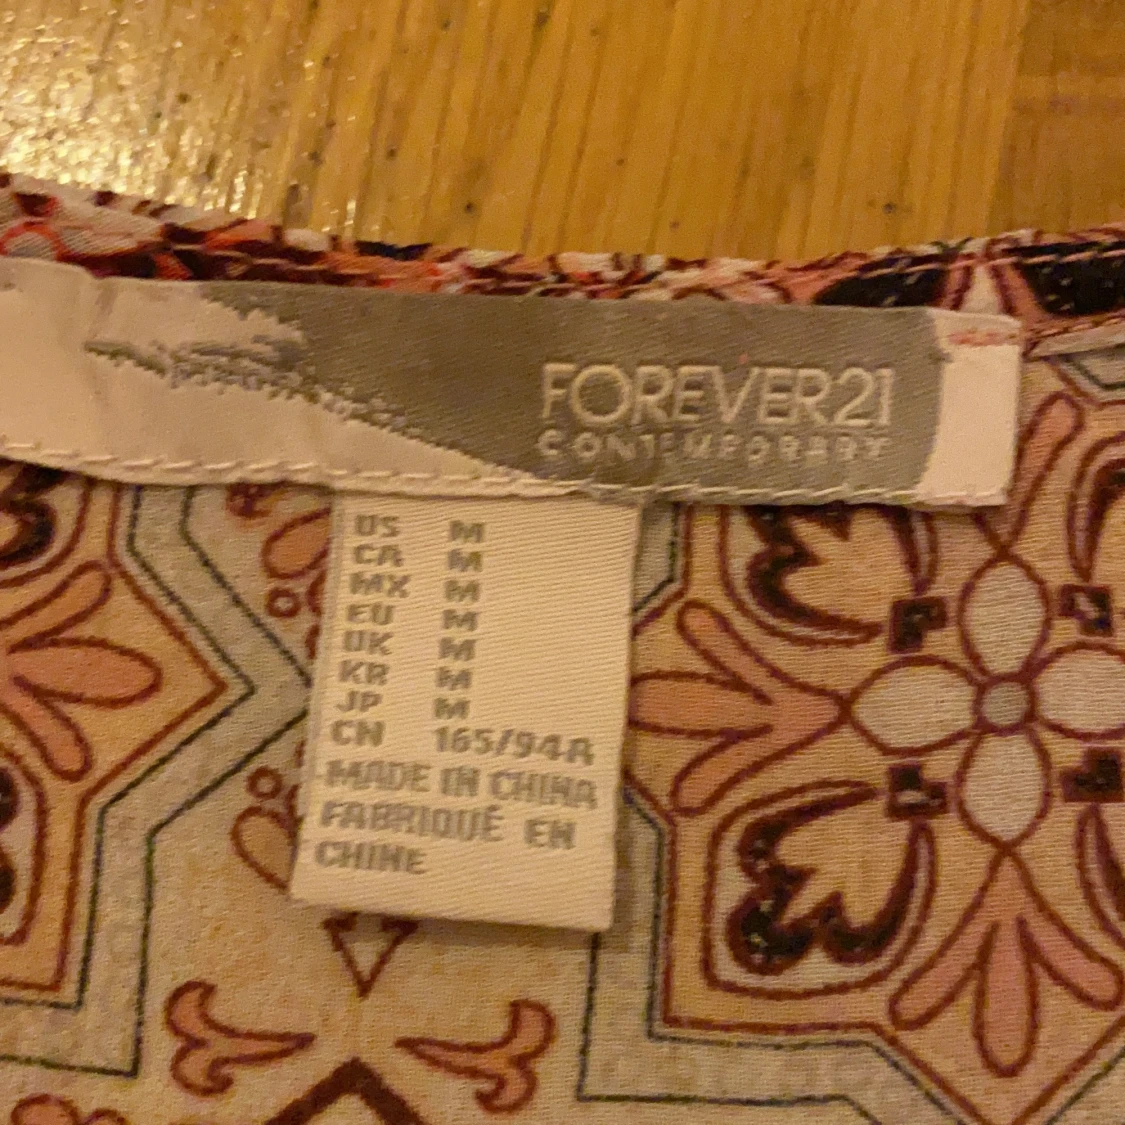 FOREVER21
CONTEMPORARY
US M
CA M
MX M
EU M
UK M
KR M
JP M
CN 165/94A
MADE IN CHINA
FABRIQUÉ EN
CHINE